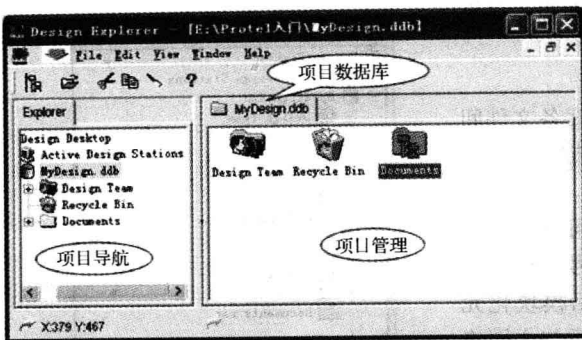 Design Explorer - [E:\Protel入门\MyDesign.ddb]
File Edit View Window Help
项目数据库
Explorer
MyDesign.ddb
Design Desktop
Active Design Stations
MyDesign.ddb
Design Team
Recycle Bin
Documents
Design Team Recycle Bin Documents
项目导航
项目管理
X:379 Y:467